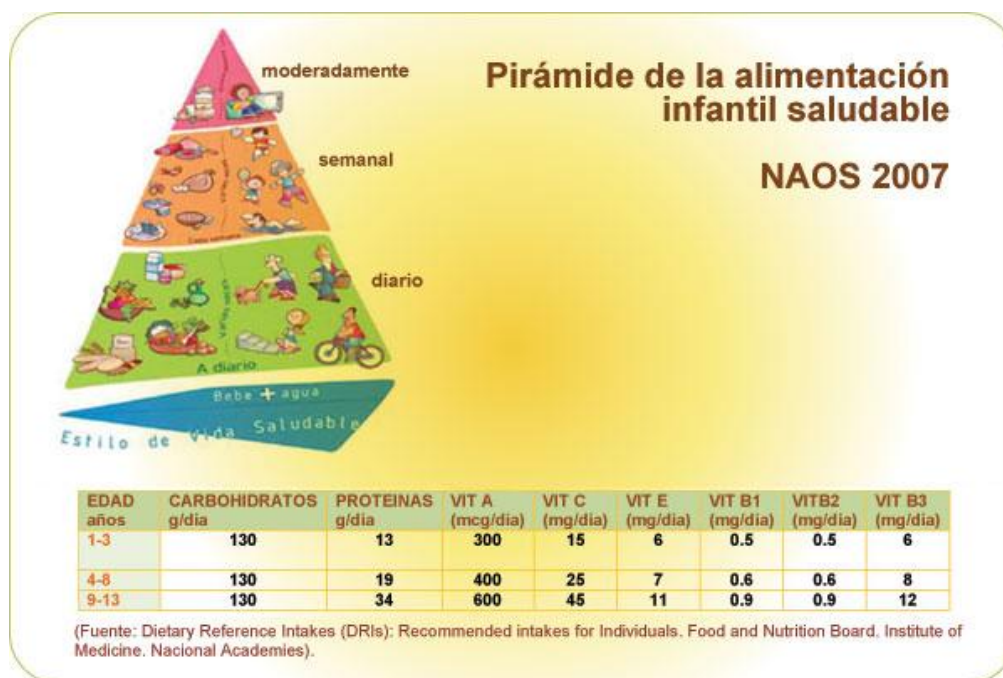 moderadamente
Pirámide de la alimentación
infantil saludable
semanal
NAOS 2007
Cada semana
diario
Varias veces
A diario
Bebe + agua
Estilo de Vida Saludable
EDAD años CARBOHIDRATOS g/dia PROTEINAS g/dia VIT A (mcg/dia) VIT C (mg/dia) VIT E (mg/dia) VIT B1 (mg/dia) VITB2 (mg/dia) VIT B3 (mg/dia)
1-3 130 13 300 15 6 0.5 0.5 6
4-8 130 19 400 25 7 0.6 0.6 8
9-13 130 34 600 45 11 0.9 0.9 12
(Fuente: Dietary Reference Intakes (DRIs): Recommended intakes for Individuals. Food and Nutrition Board. Institute of
Medicine. Nacional Academies).